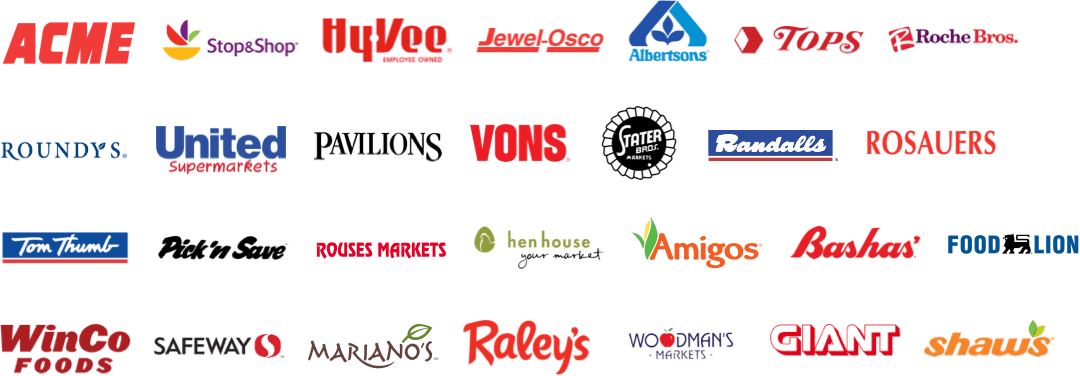 ACME
Stop&Shop®
Hy-Vee®
EMPLOYEE OWNED
Jewel-Osco
Albertsons®
TOPS
Roche Bros.
ROUNDY'S®
United
Supermarkets
PAVILIONS
VONS®
STATER
BROS.
MARKETS
Randalls
ROSAUERS
Tom Thumb
Pick 'n Save
ROUSES MARKETS
hen house
your market
Amigos
Bashas'
FOOD LION
WinCo
FOODS
SAFEWAY
MARIANO'S
Raley's
WOODMAN'S
· MARKETS ·
GIANT
shaw's